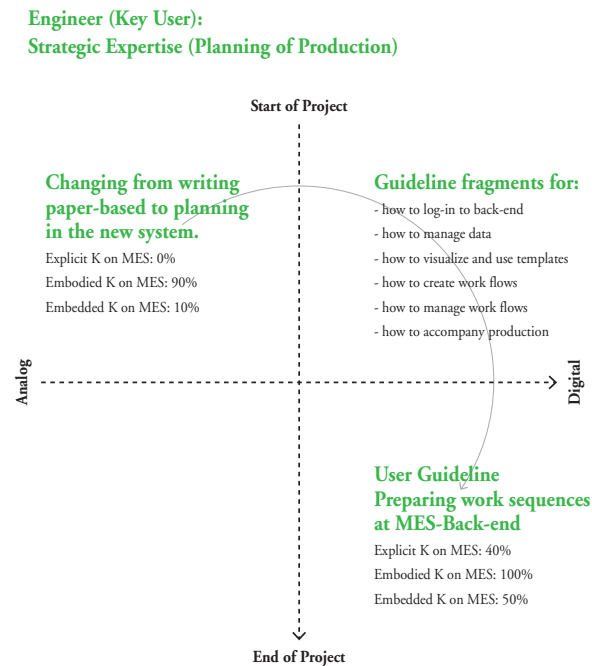 Engineer (Key User):
Strategic Expertise (Planning of Production)
Start of Project
Changing from writing
paper-based to planning
in the new system.
Explicit K on MES: 0%
Embodied K on MES: 90%
Embedded K on MES: 10%
Guideline fragments for:
- how to log-in to back-end
- how to manage data
- how to visualize and use templates
- how to create work flows
- how to manage work flows
- how to accompany production
Analog
Digital
User Guideline
Preparing work sequences
at MES-Back-end
Explicit K on MES: 40%
Embodied K on MES: 100%
Embedded K on MES: 50%
End of Project